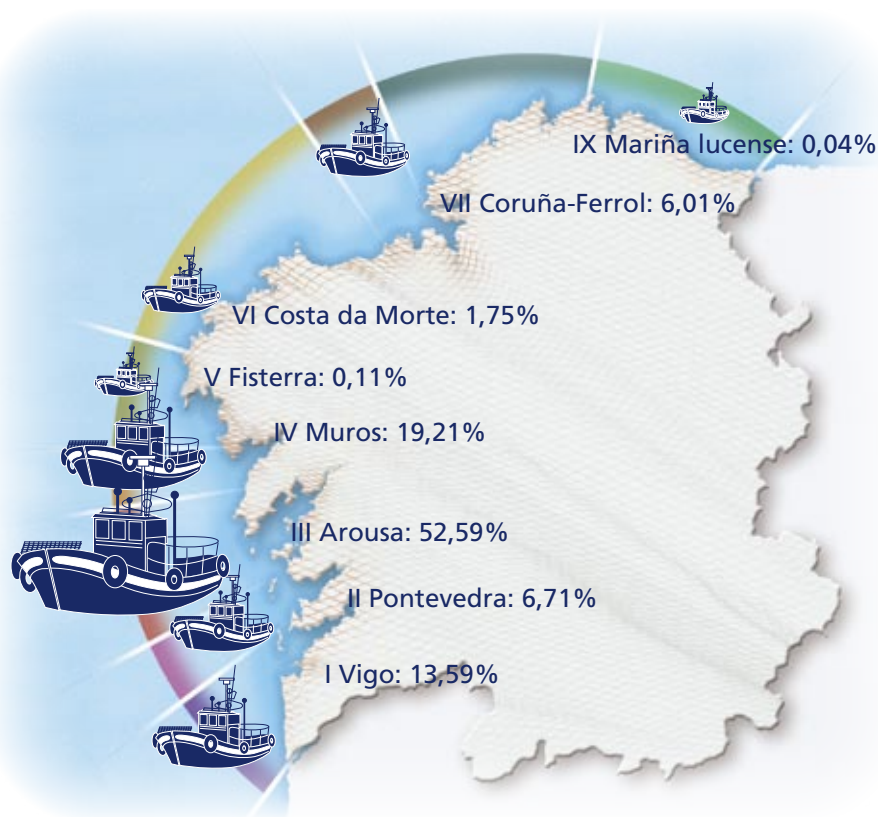 IX Mariña lucense: 0,04%
VII Coruña-Ferrol: 6,01%
VI Costa da Morte: 1,75%
V Fisterra: 0,11%
IV Muros: 19,21%
III Arousa: 52,59%
II Pontevedra: 6,71%
I Vigo: 13,59%